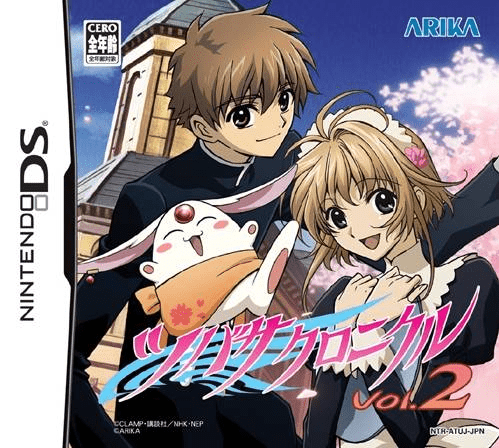 CERO
全年齢
全年齢対象
ARIKA
NINTENDO DS
ツバサクロニクル
vol.2
©CLAMP・講談社/NHK・NEP
©ARIKA
NTR-ATUJ-JPN